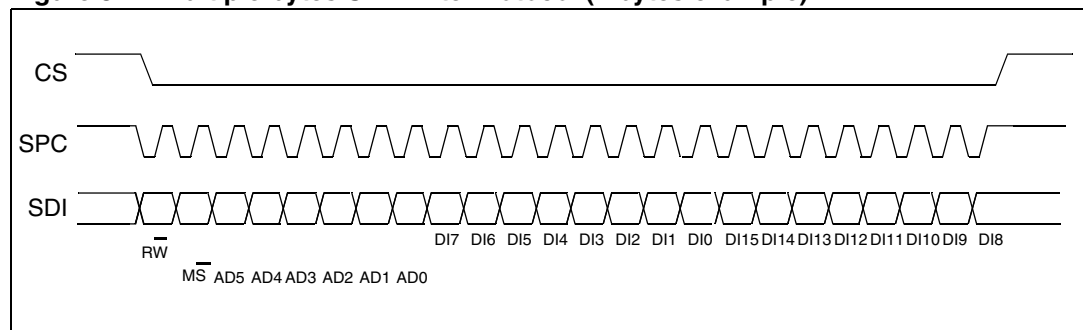 CS
SPC
SDI
DI7 DI6 DI5 DI4 DI3 DI2 DI1 DI0 DI15 DI14 DI13 DI12 DI11 DI10 DI9 DI8
RW
MS AD5 AD4 AD3 AD2 AD1 AD0